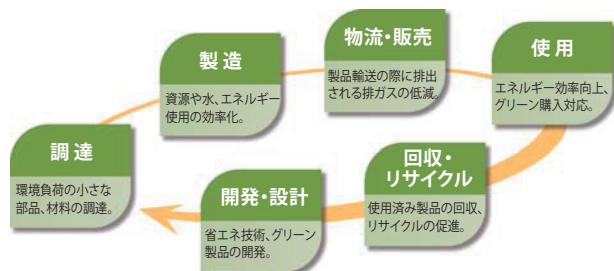 調達
環境負荷の小さな
部品、材料の調達。
製造
資源や水、エネルギー
使用の効率化。
物流・販売
製品輸送の際に排出
される排ガスの低減。
使用
エネルギー効率向上、
グリーン購入対応。
回収・
リサイクル
使用済み製品の回収、
リサイクルの促進。
開発・設計
省エネ技術、グリーン
製品の開発。